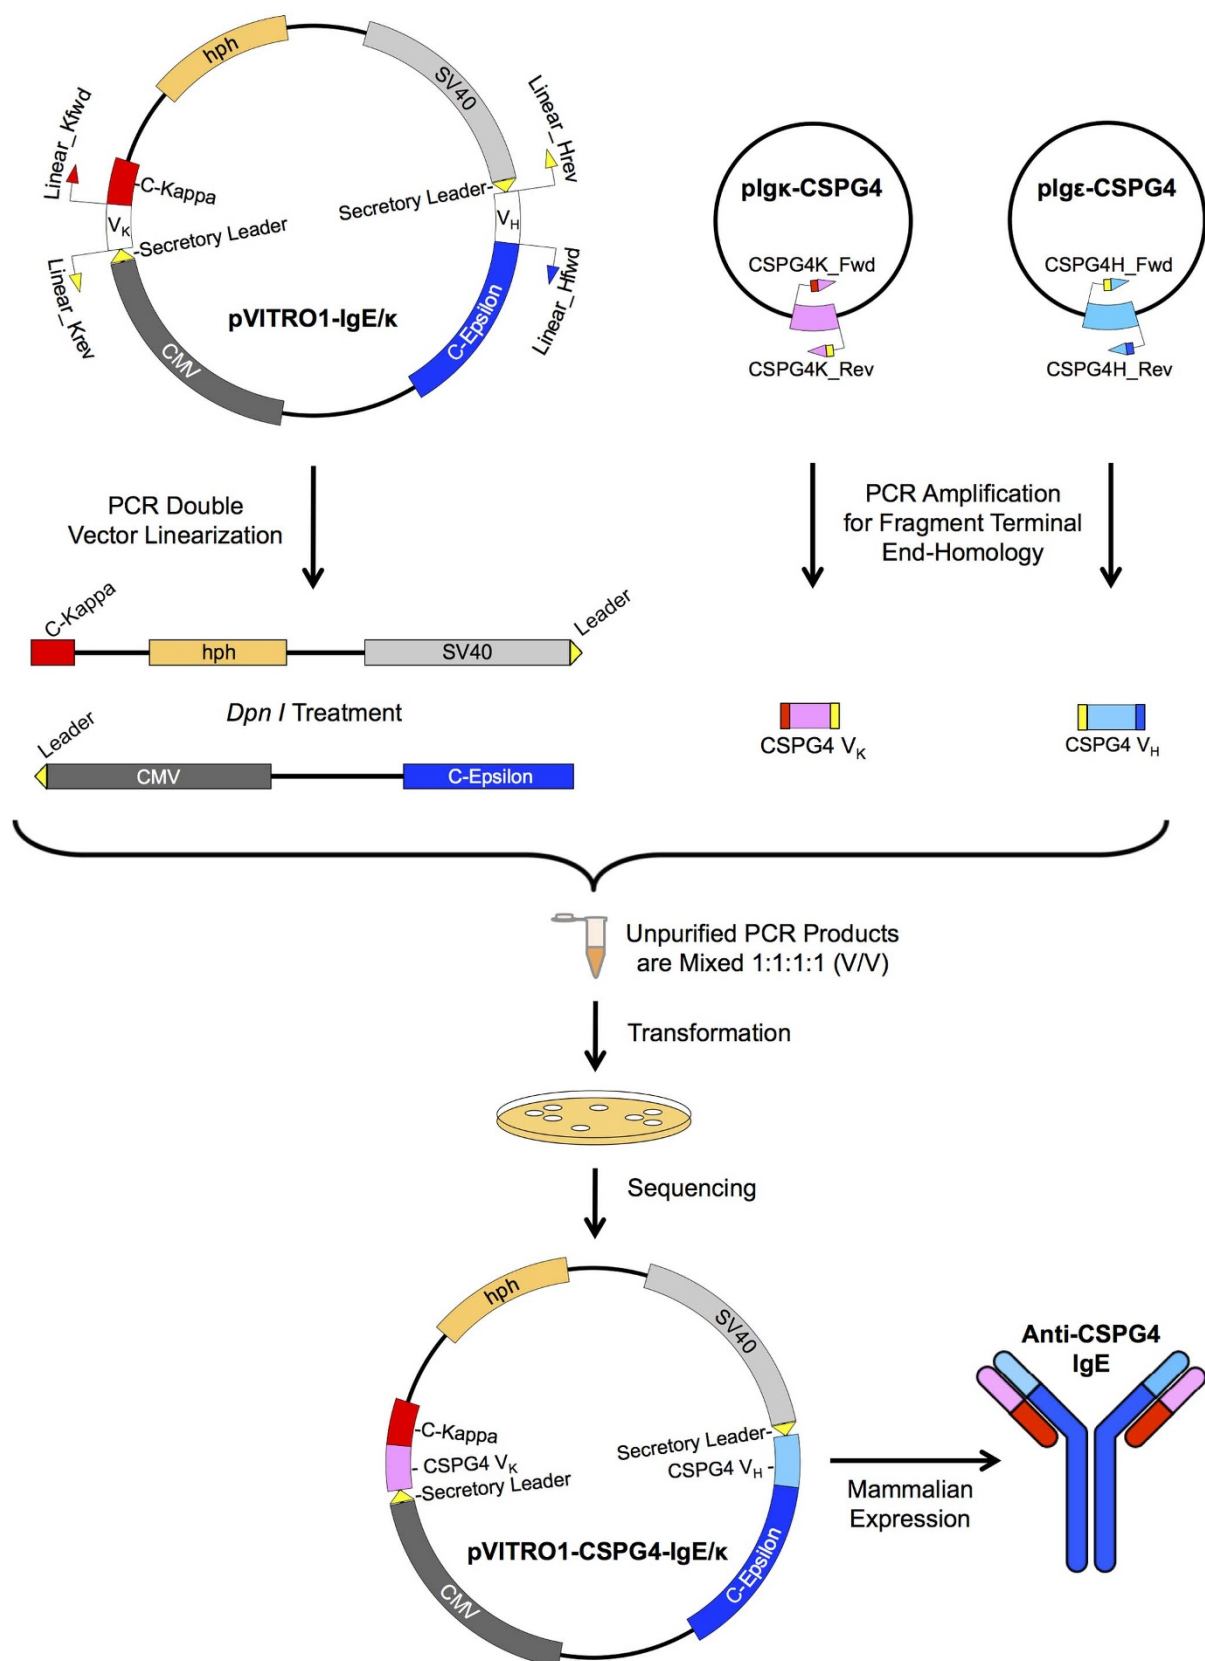 hph
SV40
Linear_Kfwd
Linear_Hrev
C-Kappa
Secretory Leader
VK
VH
Secretory Leader
Linear_Krev
Linear_Hfwd
pVITRO1-IgE/κ
CMV
C-Epsilon
pIgκ-CSPG4
pIgε-CSPG4
CSPG4K_Fwd
CSPG4H_Fwd
CSPG4K_Rev
CSPG4H_Rev
PCR Double
Vector Linearization
PCR Amplification
for Fragment Terminal
End-Homology
C-Kappa
hph
SV40
Leader
Dpn I Treatment
Leader
CMV
C-Epsilon
CSPG4 VK
CSPG4 VH
Unpurified PCR Products
are Mixed 1:1:1:1 (V/V)
Transformation
Sequencing
hph
SV40
C-Kappa
CSPG4 VK
Secretory Leader
Secretory Leader
CSPG4 VH
pVITRO1-CSPG4-IgE/κ
CMV
C-Epsilon
Mammalian
Expression
Anti-CSPG4
IgE